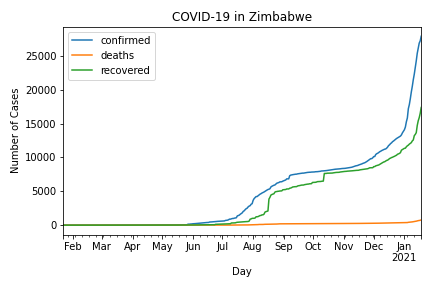 COVID-19 in Zimbabwe
confirmed
deaths
recovered
Number of Cases
25000
20000
15000
10000
5000
0
Feb Mar Apr May Jun Jul Aug Sep Oct Nov Dec Jan
2021
Day